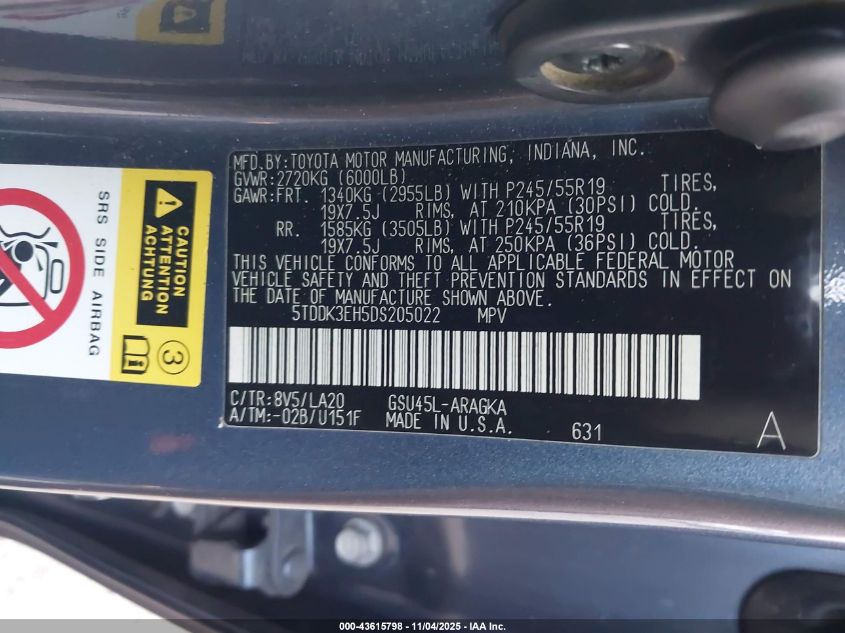 MFD.BY:TOYOTA MOTOR MANUFACTURING, INDIANA, INC.
GVWR:2720KG (6000LB)
GAWR:FRT. 1340KG (2955LB) WITH P245/55R19 TIRES,
19X7.5J RIMS, AT 210KPA (30PSI) COLD.
RR. 1585KG (3505LB) WITH P245/55R19 TIRES,
19X7.5J RIMS, AT 250KPA (36PSI) COLD.
THIS VEHICLE CONFORMS TO ALL APPLICABLE FEDERAL MOTOR
VEHICLE SAFETY AND THEFT PREVENTION STANDARDS IN EFFECT ON
THE DATE OF MANUFACTURE SHOWN ABOVE.
5TDDK3EH5DS205022 MPV
C/TR:8V5/LA20 GSU45L-ARAGKA
A/TM:-02B/U151F MADE IN U.S.A. 631
A
SRS SIDE AIRBAG
CAUTION
ATTENTION
ACHTUNG
3
000-43615798 - 11/04/2025 - IAA Inc.